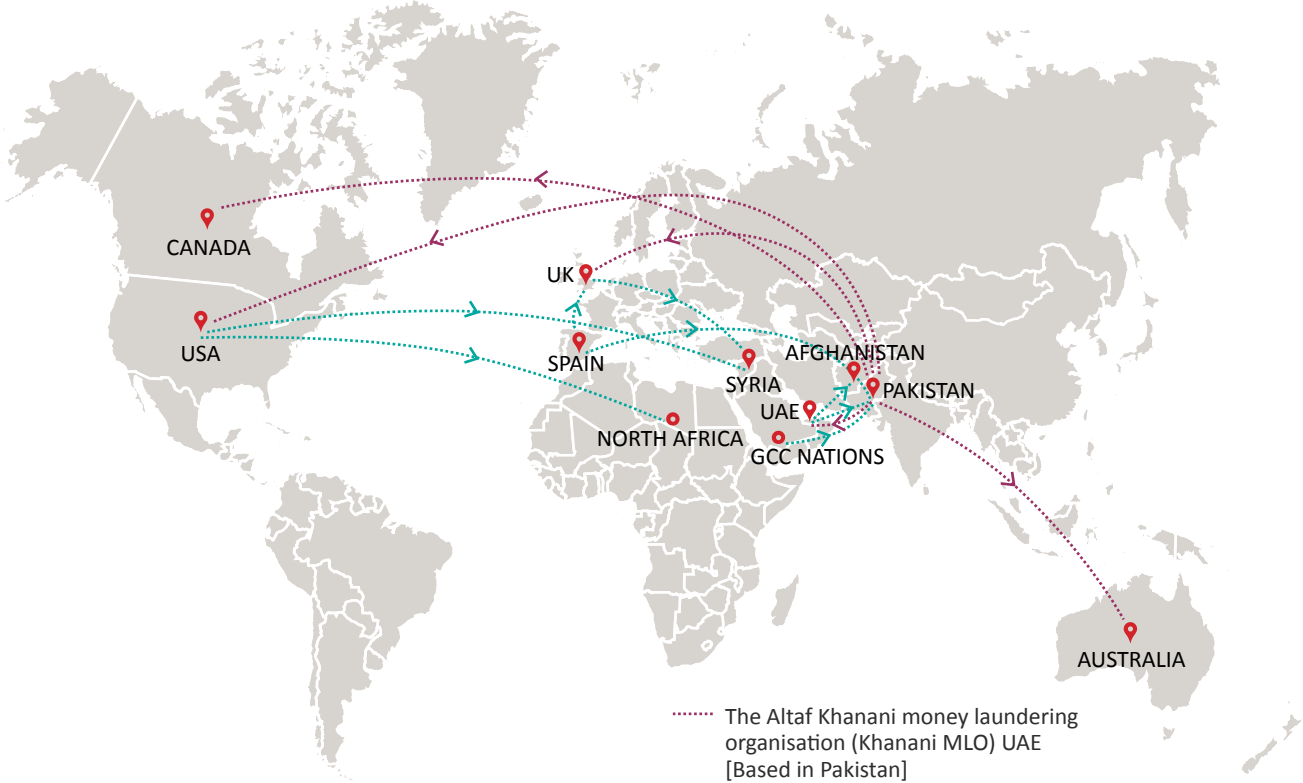 CANADA
UK
USA
SPAIN
AFGHANISTAN
SYRIA
PAKISTAN
UAE
NORTH AFRICA
GCC NATIONS
AUSTRALIA
The Altaf Khanani money laundering
organisation (Khanani MLO) UAE
[Based in Pakistan]